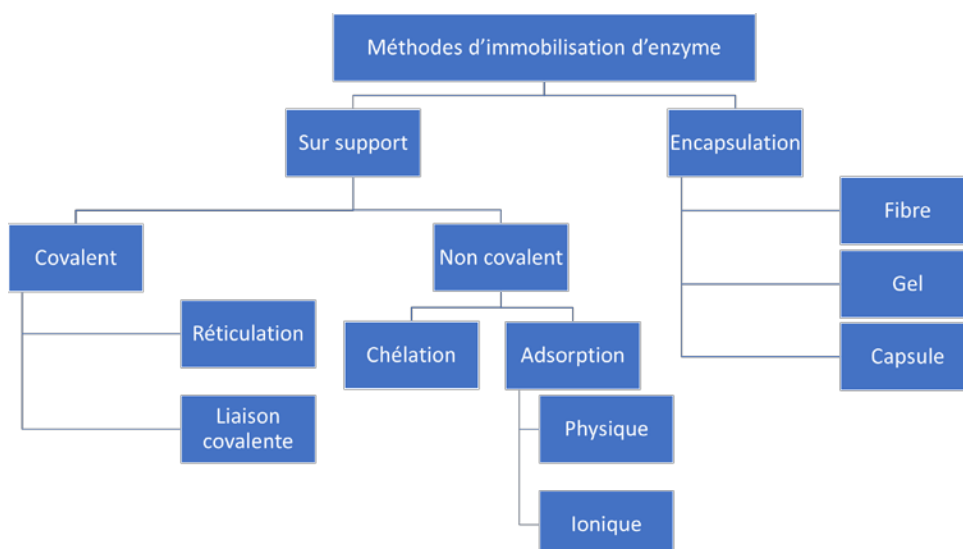 Méthodes d'immobilisation d'enzyme
Sur support
Encapsulation
Covalent
Non covalent
Fibre
Gel
Capsule
Réticulation
Liaison
covalente
Chélation
Adsorption
Physique
Ionique